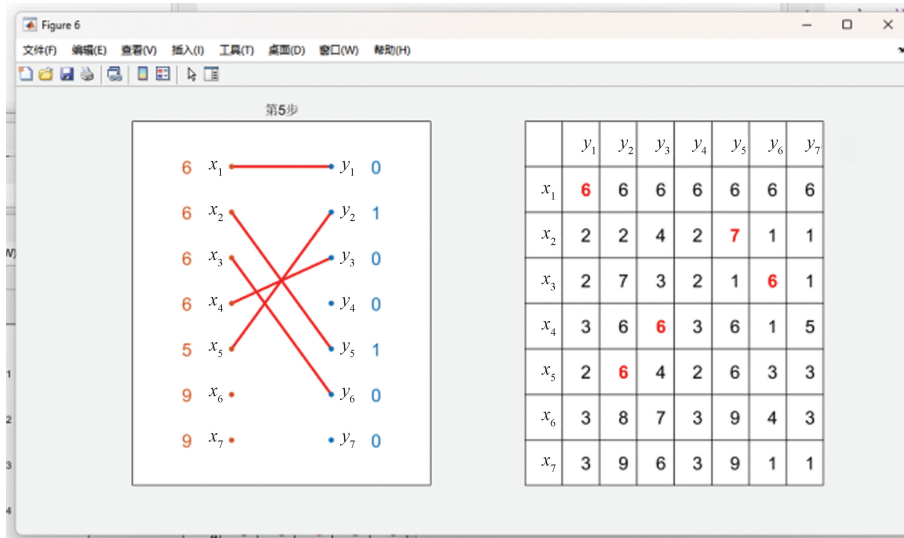 Figure 6
文件(F) 编辑(E) 查看(V) 插入(I) 工具(T) 桌面(D) 窗口(W) 帮助(H)
第5步
6 x₁ y₁ 0
6 x₂ y₂ 1
6 x₃ y₃ 0
6 x₄ y₄ 0
5 x₅ y₅ 1
9 x₆ y₆ 0
9 x₇ y₇ 0
y₁ y₂ y₃ y₄ y₅ y₆ y₇
x₁ 6 6 6 6 6 6 6
x₂ 2 2 4 2 7 1 1
x₃ 2 7 3 2 1 6 1
x₄ 3 6 6 3 6 1 5
x₅ 2 6 4 2 6 3 3
x₆ 3 8 7 3 9 4 3
x₇ 3 9 6 3 9 1 1
1
2
3
4